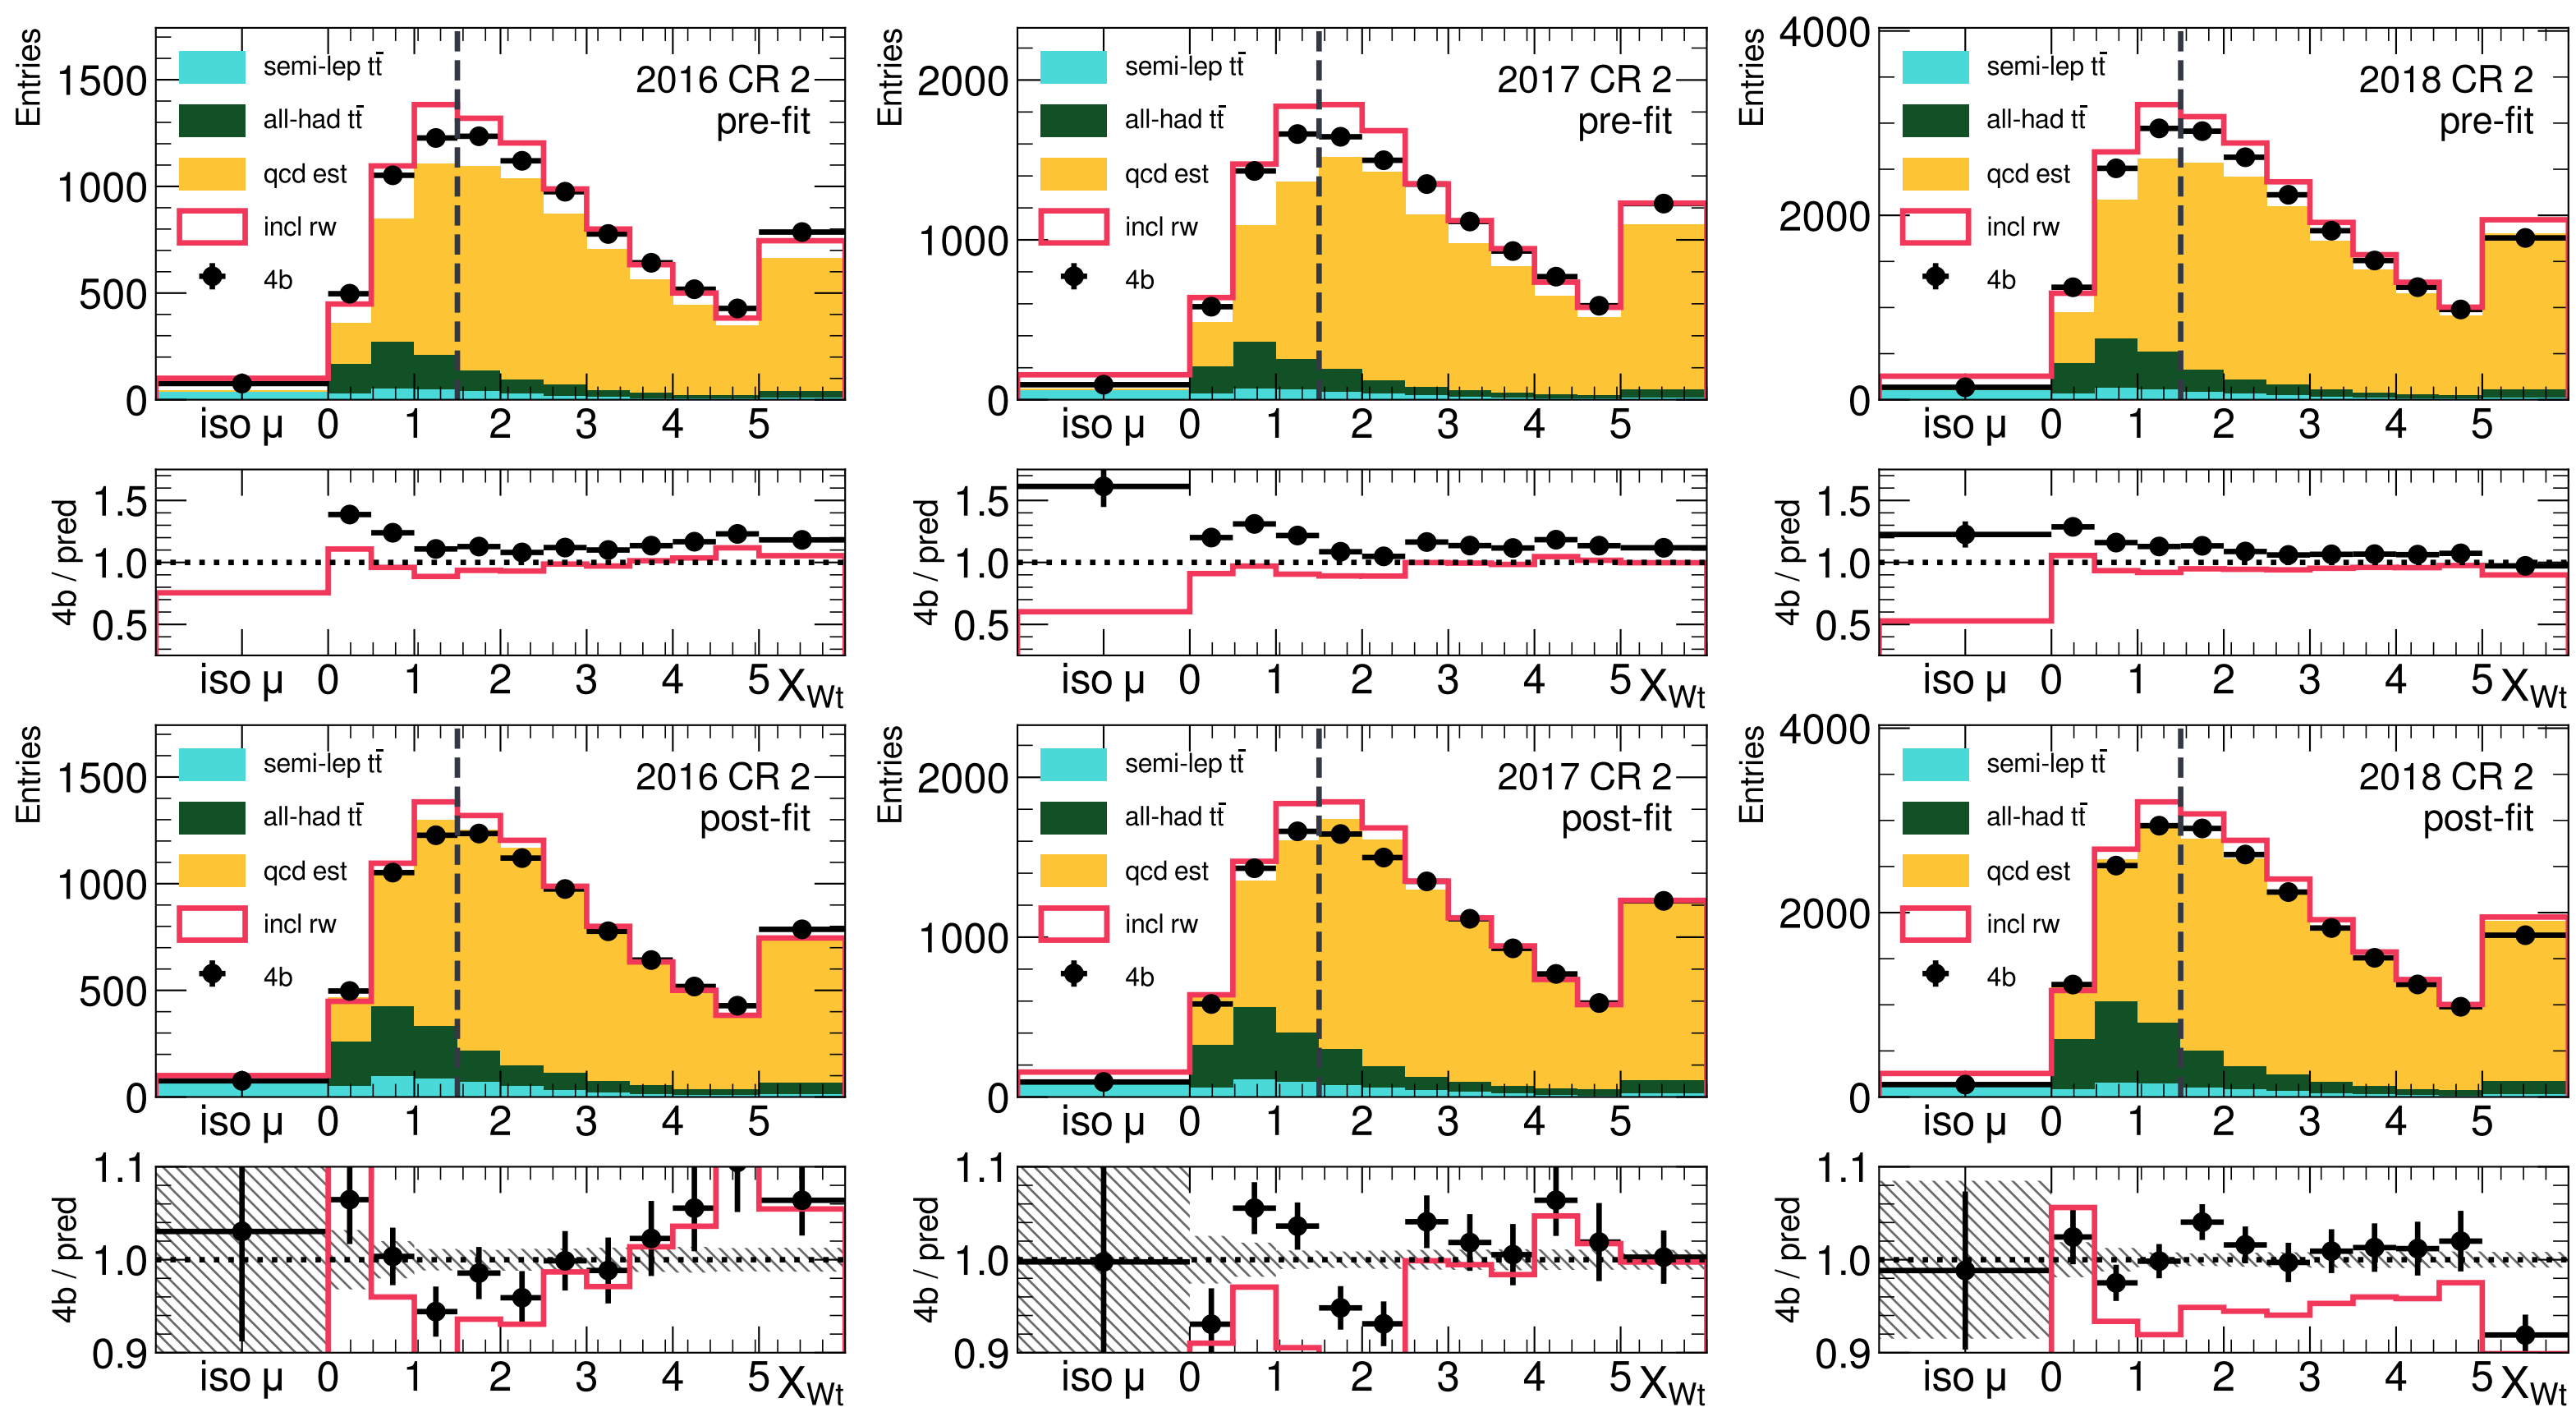 Entries
1500
1000
500
0
semi-lep tt̄
all-had tt̄
qcd est
incl rw
4b
2016 CR 2
pre-fit
iso μ 0 1 2 3 4 5
Entries
2000
1000
0
semi-lep tt̄
all-had tt̄
qcd est
incl rw
4b
2017 CR 2
pre-fit
iso μ 0 1 2 3 4 5
Entries
4000
2000
0
semi-lep tt̄
all-had tt̄
qcd est
incl rw
4b
2018 CR 2
pre-fit
iso μ 0 1 2 3 4 5
4b / pred
1.5
1.0
0.5
iso μ 0 1 2 3 4 5 X_Wt
4b / pred
1.5
1.0
0.5
iso μ 0 1 2 3 4 5 X_Wt
4b / pred
1.5
1.0
0.5
iso μ 0 1 2 3 4 5 X_Wt
Entries
1500
1000
500
0
semi-lep tt̄
all-had tt̄
qcd est
incl rw
4b
2016 CR 2
post-fit
iso μ 0 1 2 3 4 5
Entries
2000
1000
0
semi-lep tt̄
all-had tt̄
qcd est
incl rw
4b
2017 CR 2
post-fit
iso μ 0 1 2 3 4 5
Entries
4000
2000
0
semi-lep tt̄
all-had tt̄
qcd est
incl rw
4b
2018 CR 2
post-fit
iso μ 0 1 2 3 4 5
4b / pred
1.1
1.0
0.9
iso μ 0 1 2 3 4 5 X_Wt
4b / pred
1.1
1.0
0.9
iso μ 0 1 2 3 4 5 X_Wt
4b / pred
1.1
1.0
0.9
iso μ 0 1 2 3 4 5 X_Wt